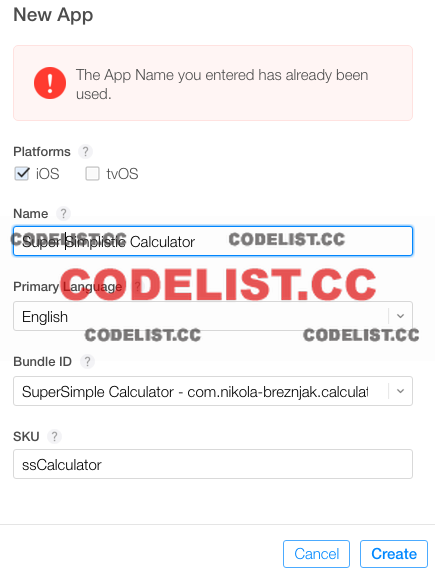 New App
The App Name you entered has already been
used.
Platforms ?
iOS tvOS
Name ?
Super Simplistic Calculator
CODELIST.CC CODELIST.CC
CODELIST.CC
Primary Language ?
English
CODELIST.CC CODELIST.CC
Bundle ID ?
SuperSimple Calculator - com.nikola-breznjak.calculat
SKU ?
ssCalculator
Cancel Create